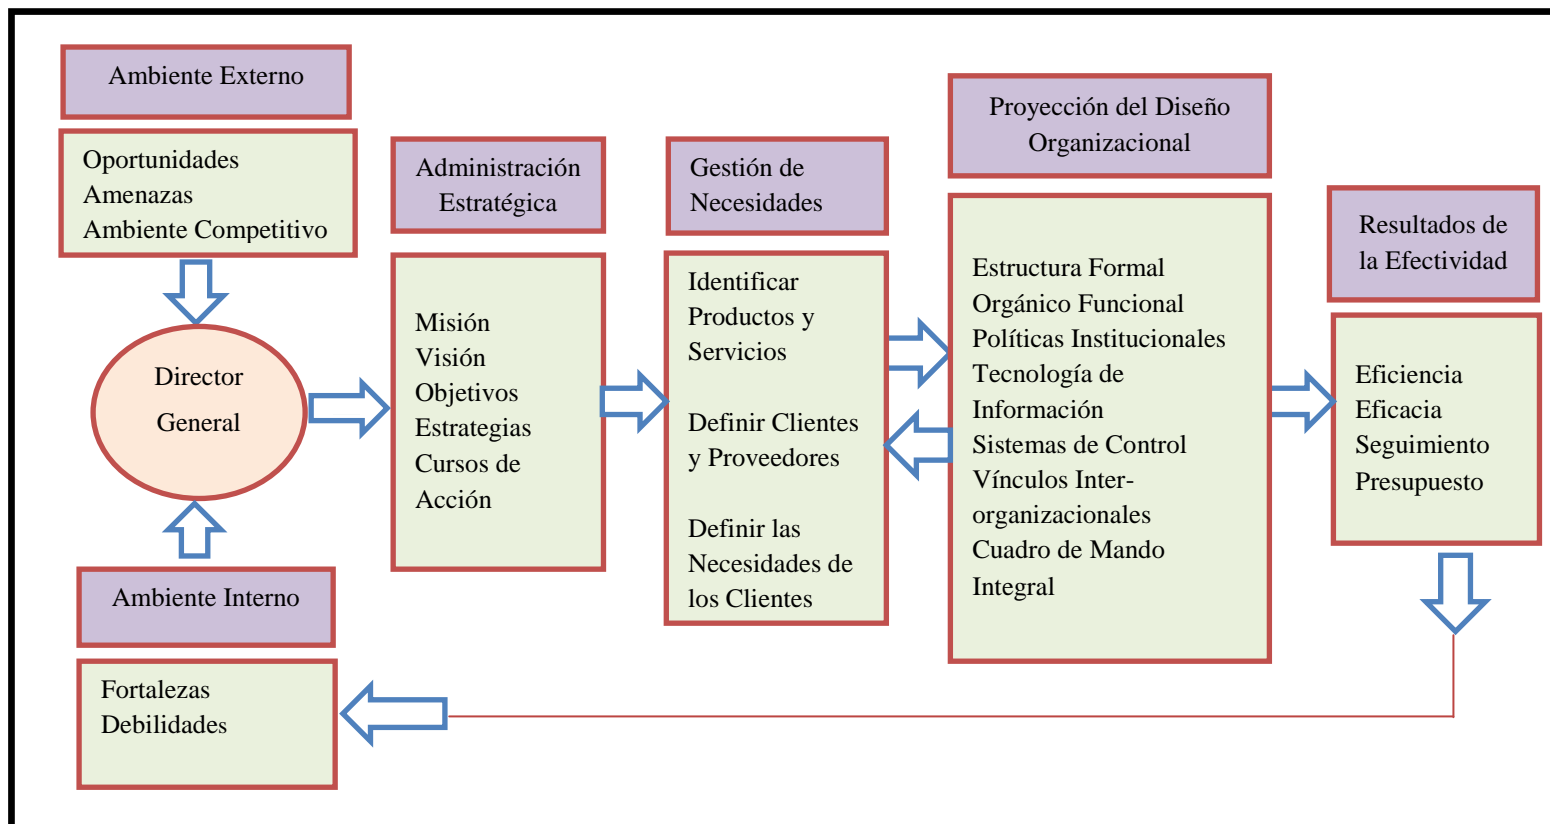 Ambiente Externo
Oportunidades
Amenazas
Ambiente Competitivo
Director
General
Ambiente Interno
Fortalezas
Debilidades
Administración
Estratégica
Misión
Visión
Objetivos
Estrategias
Cursos de
Acción
Gestión de
Necesidades
Identificar
Productos y
Servicios
Definir Clientes
y Proveedores
Definir las
Necesidades de
los Clientes
Proyección del Diseño
Organizacional
Estructura Formal
Orgánico Funcional
Políticas Institucionales
Tecnología de
Información
Sistemas de Control
Vínculos Inter-
organizacionales
Cuadro de Mando
Integral
Resultados de
la Efectividad
Eficiencia
Eficacia
Seguimiento
Presupuesto